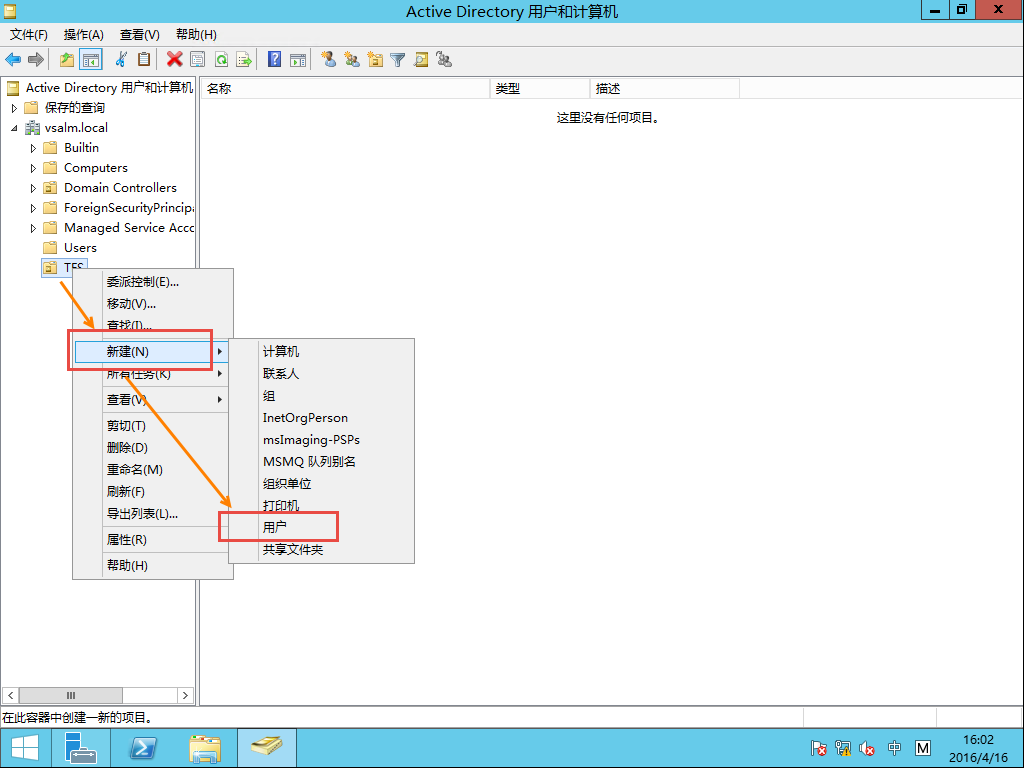 Active Directory 用户和计算机
文件(F) 操作(A) 查看(V) 帮助(H)
Active Directory 用户和计算机
保存的查询
vsalm.local
Builtin
Computers
Domain Controllers
ForeignSecurityPrincipa
Managed Service Acco
Users
TFS
名称 类型 描述
这里没有任何项目。
委派控制(E)...
移动(V)...
查找(I)...
新建(N)
所有任务(K)
查看(V)
剪切(T)
删除(D)
重命名(M)
刷新(F)
导出列表(L)...
属性(R)
帮助(H)
计算机
联系人
组
InetOrgPerson
msImaging-PSPs
MSMQ 队列别名
组织单位
打印机
用户
共享文件夹
在此容器中创建一新的项目。
中 M 16:02
2016/4/16